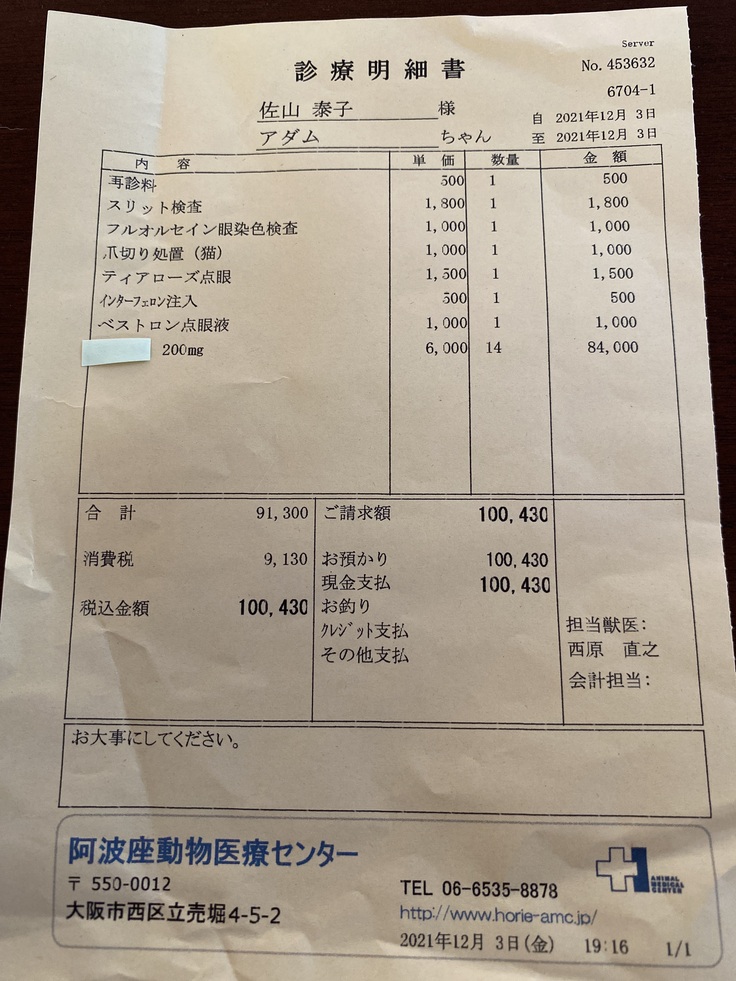 Server
診療明細書
No. 453632
6704-1
佐山 泰子 様
自 2021年12月 3日
アダム ちゃん
至 2021年12月 3日
内 容 単 価 数量 金 額
再診料 500 1 500
スリット検査 1,800 1 1,800
フルオルセイン眼染色検査 1,000 1 1,000
爪切り処置（猫） 1,000 1 1,000
ティアローズ点眼 1,500 1 1,500
ｲﾝﾀｰﾌｪﾛﾝ注入 500 1 500
ベストロン点眼液 1,000 1 1,000
200mg 6,000 14 84,000
合 計 91,300 ご請求額 100,430
消費税 9,130 お預かり 100,430
現金支払 100,430
税込金額 100,430 お釣り
ｸﾚｼﾞｯﾄ支払
その他支払
担当獣医：
西原 直之
会計担当：
お大事にしてください。
阿波座動物医療センター
〒 550-0012
大阪市西区立売堀4-5-2
TEL 06-6535-8878
http://www.horie-amc.jp/
ANIMAL
MEDICAL
CENTER
2021年12月 3日(金) 19:16 1/1